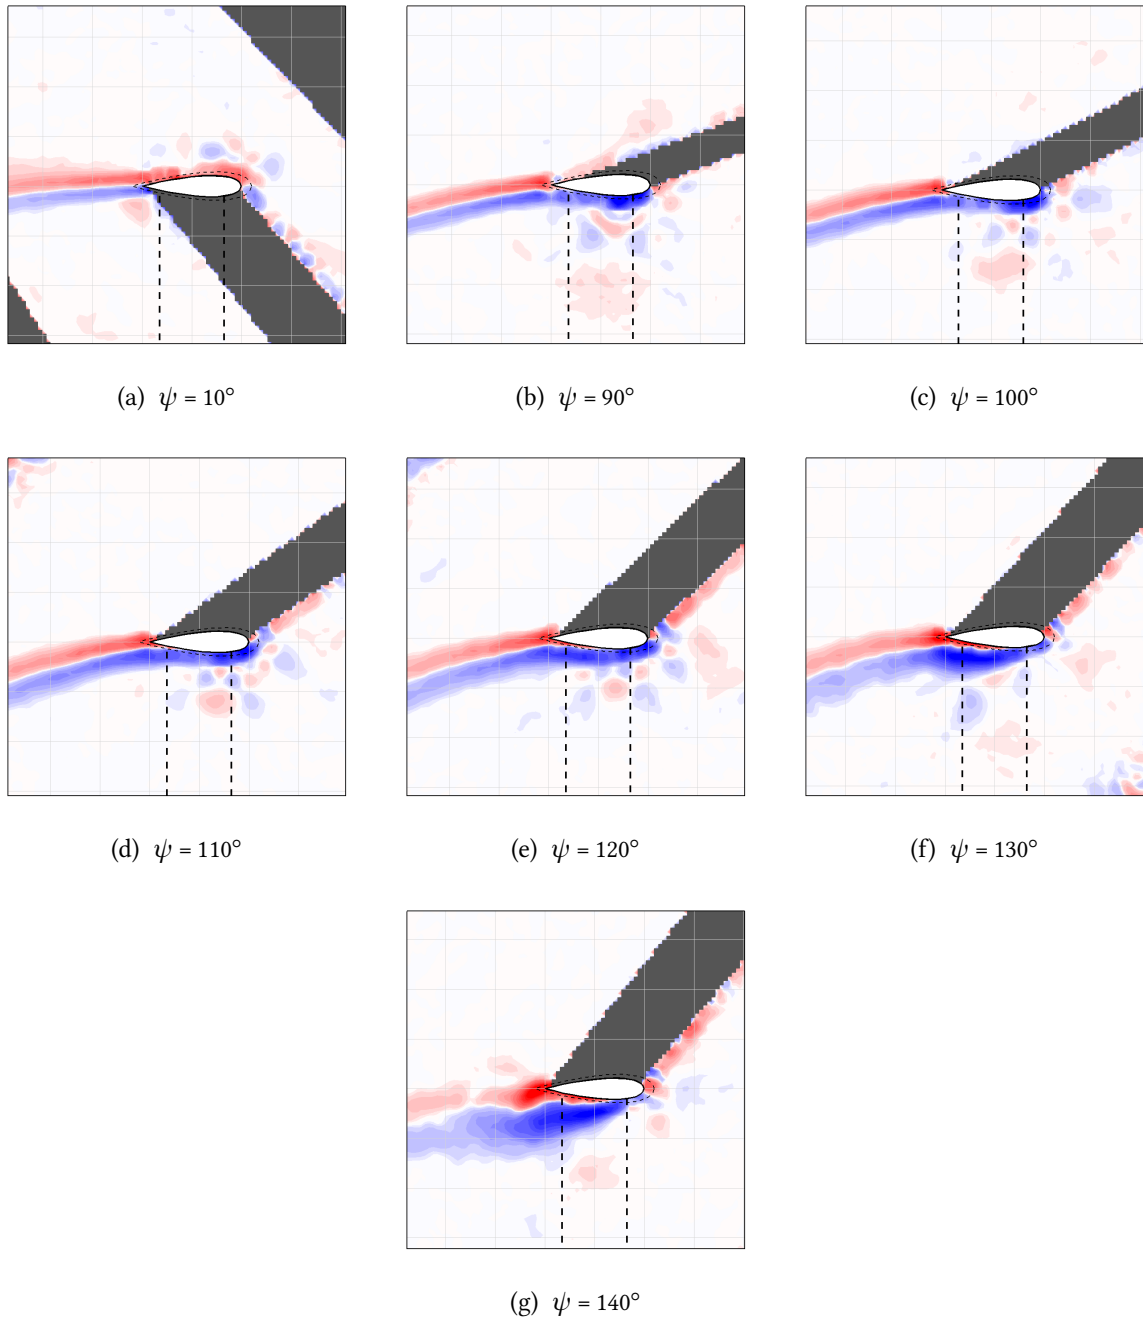 (a) ψ = 10°
(b) ψ = 90°
(c) ψ = 100°
(d) ψ = 110°
(e) ψ = 120°
(f) ψ = 130°
(g) ψ = 140°